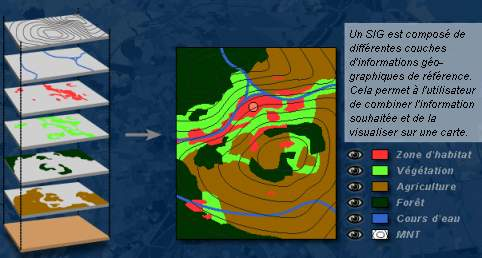 Un SIG est composé de
différentes couches
d'informations géo-
graphiques de référence.
Cela permet à l'utilisateur
de combiner l'information
souhaitée et de la
visualiser sur une carte.
Zone d'habitat
Végétation
Agriculture
Forêt
Cours d'eau
MNT